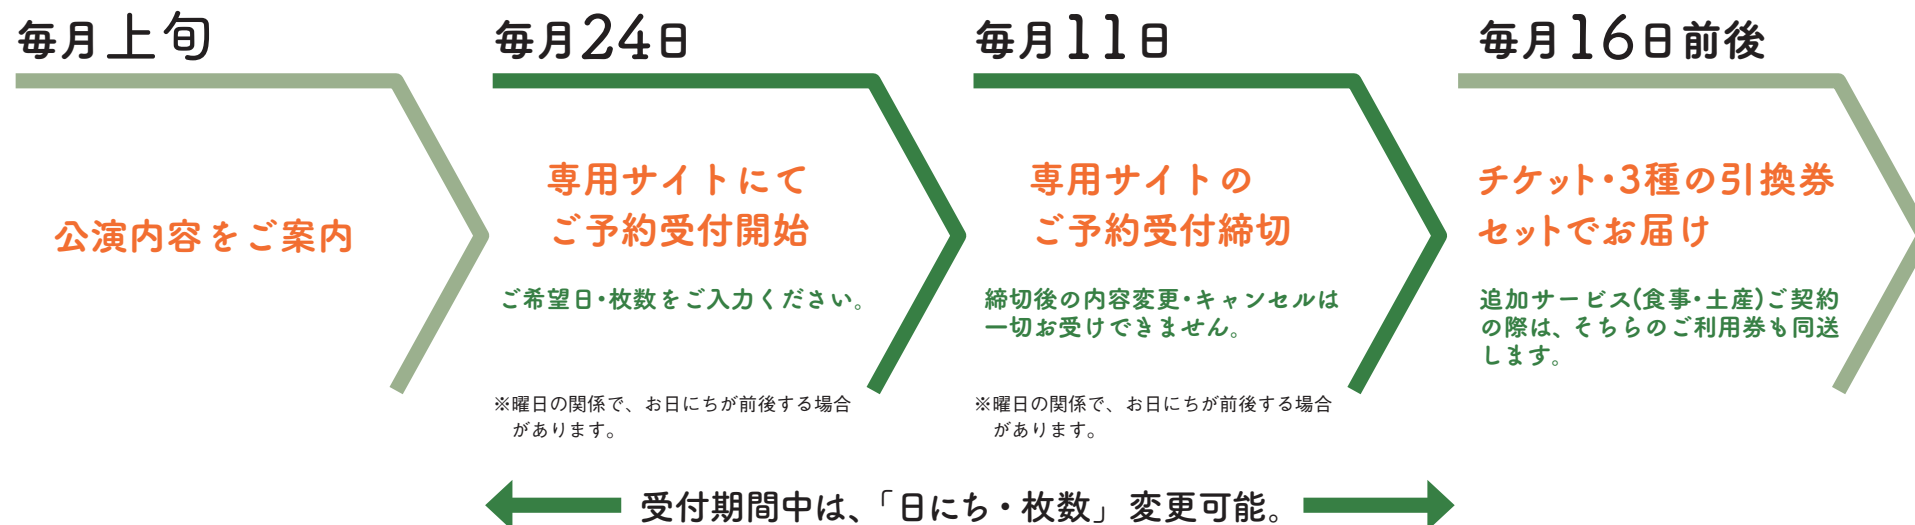 毎月上旬
公演内容をご案内
毎月24日
専用サイトにて
ご予約受付開始
ご希望日・枚数をご入力ください。
※曜日の関係で、お日にちが前後する場合
があります。
毎月11日
専用サイトの
ご予約受付締切
締切後の内容変更・キャンセルは
一切お受けできません。
※曜日の関係で、お日にちが前後する場合
があります。
毎月16日前後
チケット・3種の引換券
セットでお届け
追加サービス(食事・土産)ご契約
の際は、そちらのご利用券も同送
します。
受付期間中は、「日にち・枚数」変更可能。